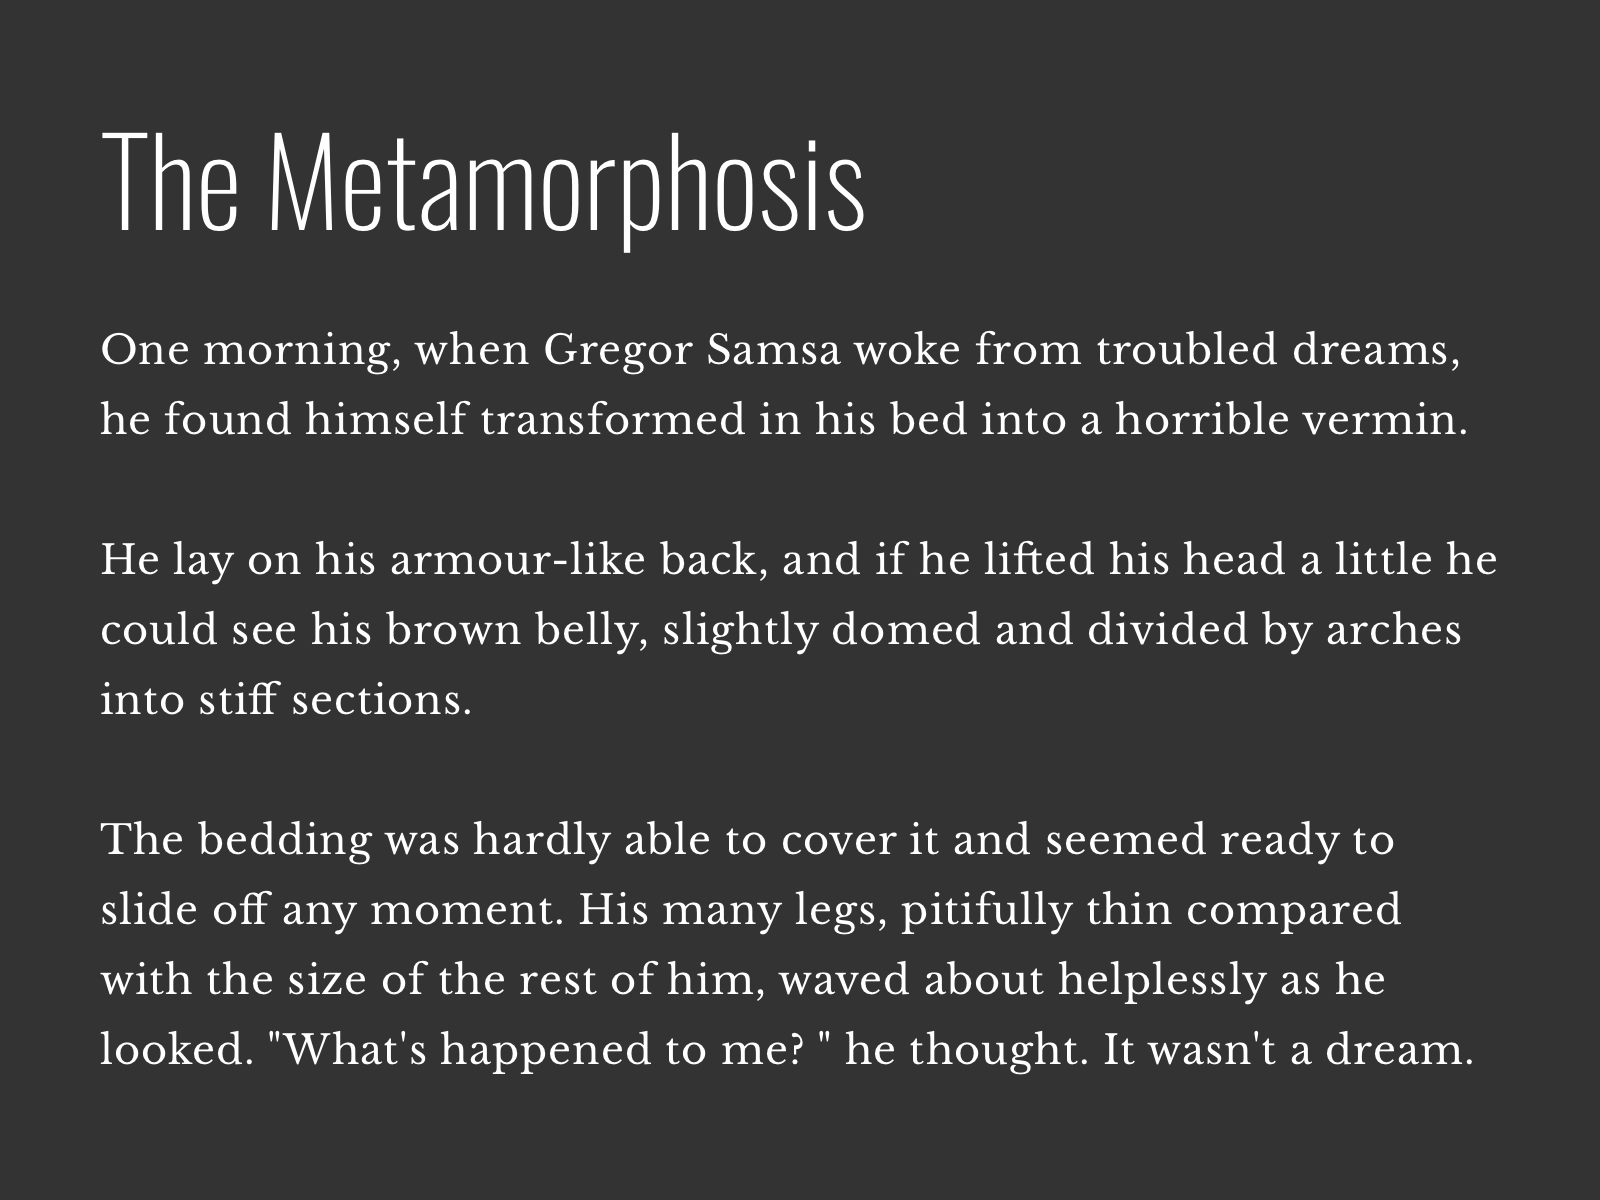 The Metamorphosis
One morning, when Gregor Samsa woke from troubled dreams,
he found himself transformed in his bed into a horrible vermin.
He lay on his armour-like back, and if he lifted his head a little he
could see his brown belly, slightly domed and divided by arches
into stiff sections.
The bedding was hardly able to cover it and seemed ready to
slide off any moment. His many legs, pitifully thin compared
with the size of the rest of him, waved about helplessly as he
looked. "What's happened to me? " he thought. It wasn't a dream.